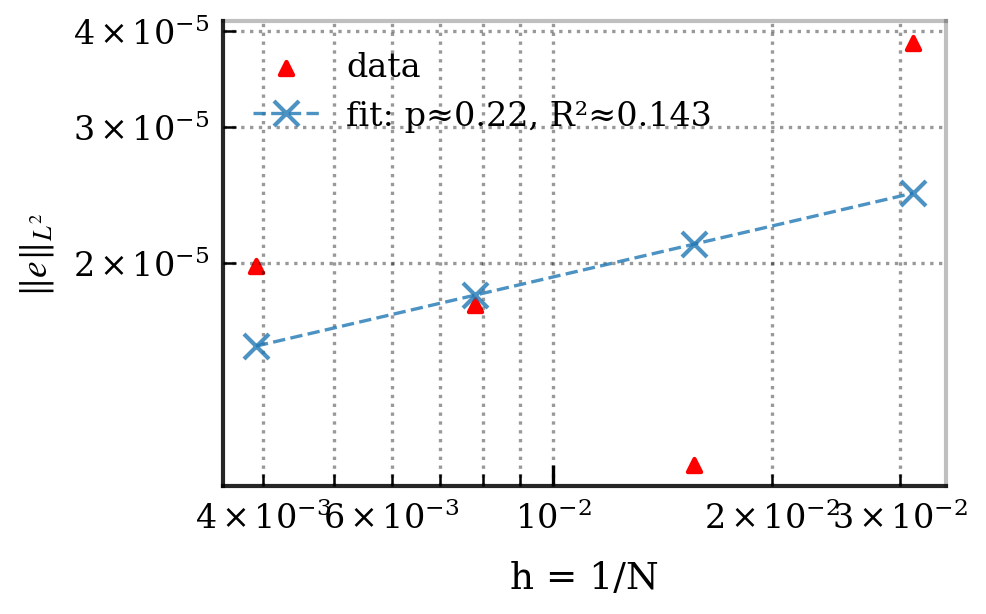 4×10⁻⁵
3×10⁻⁵
2×10⁻⁵
||e||_{L²}
data
fit: p≈0.22, R²≈0.143
4×10⁻³ 6×10⁻³ 10⁻² 2×10⁻² 3×10⁻²
h = 1/N